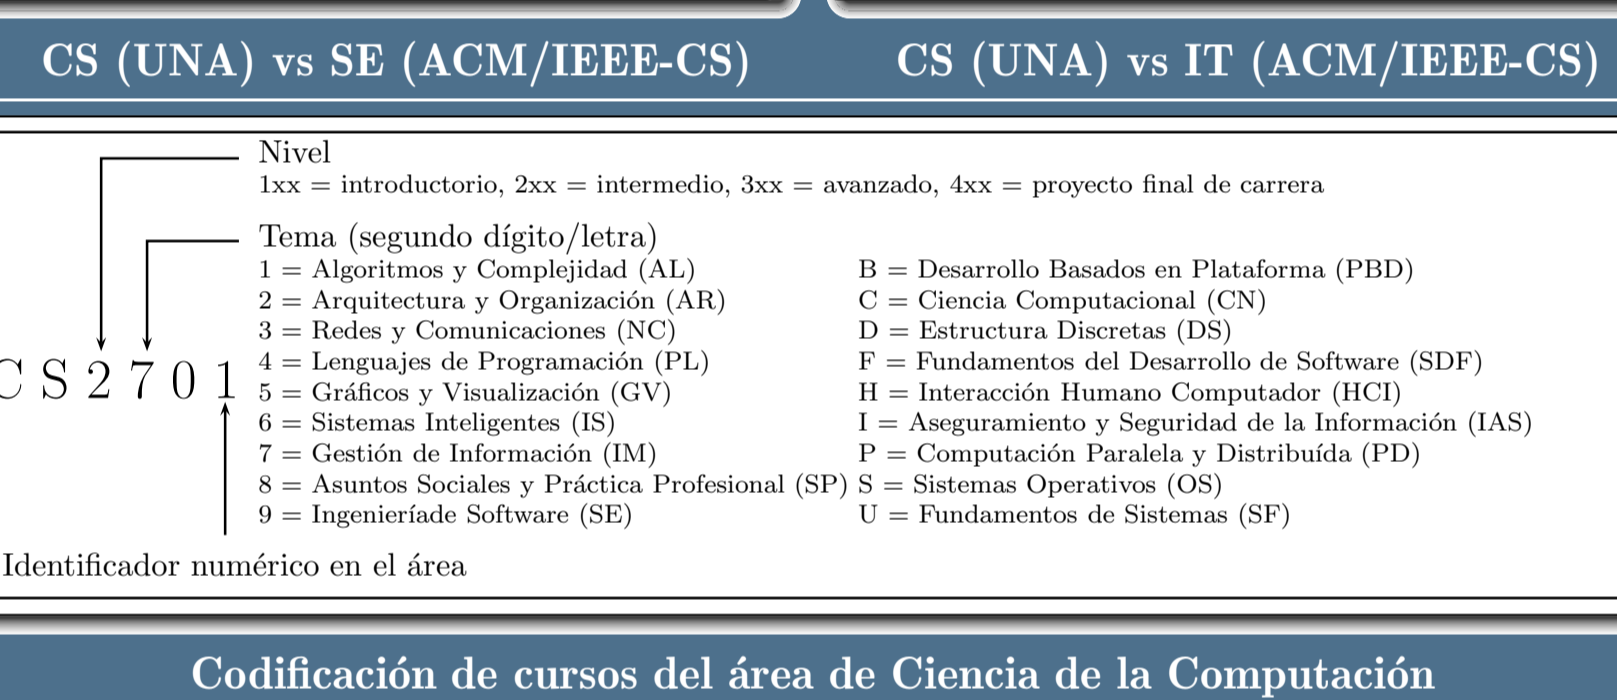 CS (UNA) vs SE (ACM/IEEE-CS)
CS (UNA) vs IT (ACM/IEEE-CS)
Nivel
1xx = introductorio, 2xx = intermedio, 3xx = avanzado, 4xx = proyecto final de carrera
Tema (segundo dígito/letra)
1 = Algoritmos y Complejidad (AL)
2 = Arquitectura y Organización (AR)
3 = Redes y Comunicaciones (NC)
4 = Lenguajes de Programación (PL)
5 = Gráficos y Visualización (GV)
6 = Sistemas Inteligentes (IS)
7 = Gestión de Información (IM)
8 = Asuntos Sociales y Práctica Profesional (SP)
9 = Ingenieríade Software (SE)
B = Desarrollo Basados en Plataforma (PBD)
C = Ciencia Computacional (CN)
D = Estructura Discretas (DS)
F = Fundamentos del Desarrollo de Software (SDF)
H = Interacción Humano Computador (HCI)
I = Aseguramiento y Seguridad de la Información (IAS)
P = Computación Paralela y Distribuída (PD)
S = Sistemas Operativos (OS)
U = Fundamentos de Sistemas (SF)
C S 2 7 0 1
Identificador numérico en el área
Codificación de cursos del área de Ciencia de la Computación